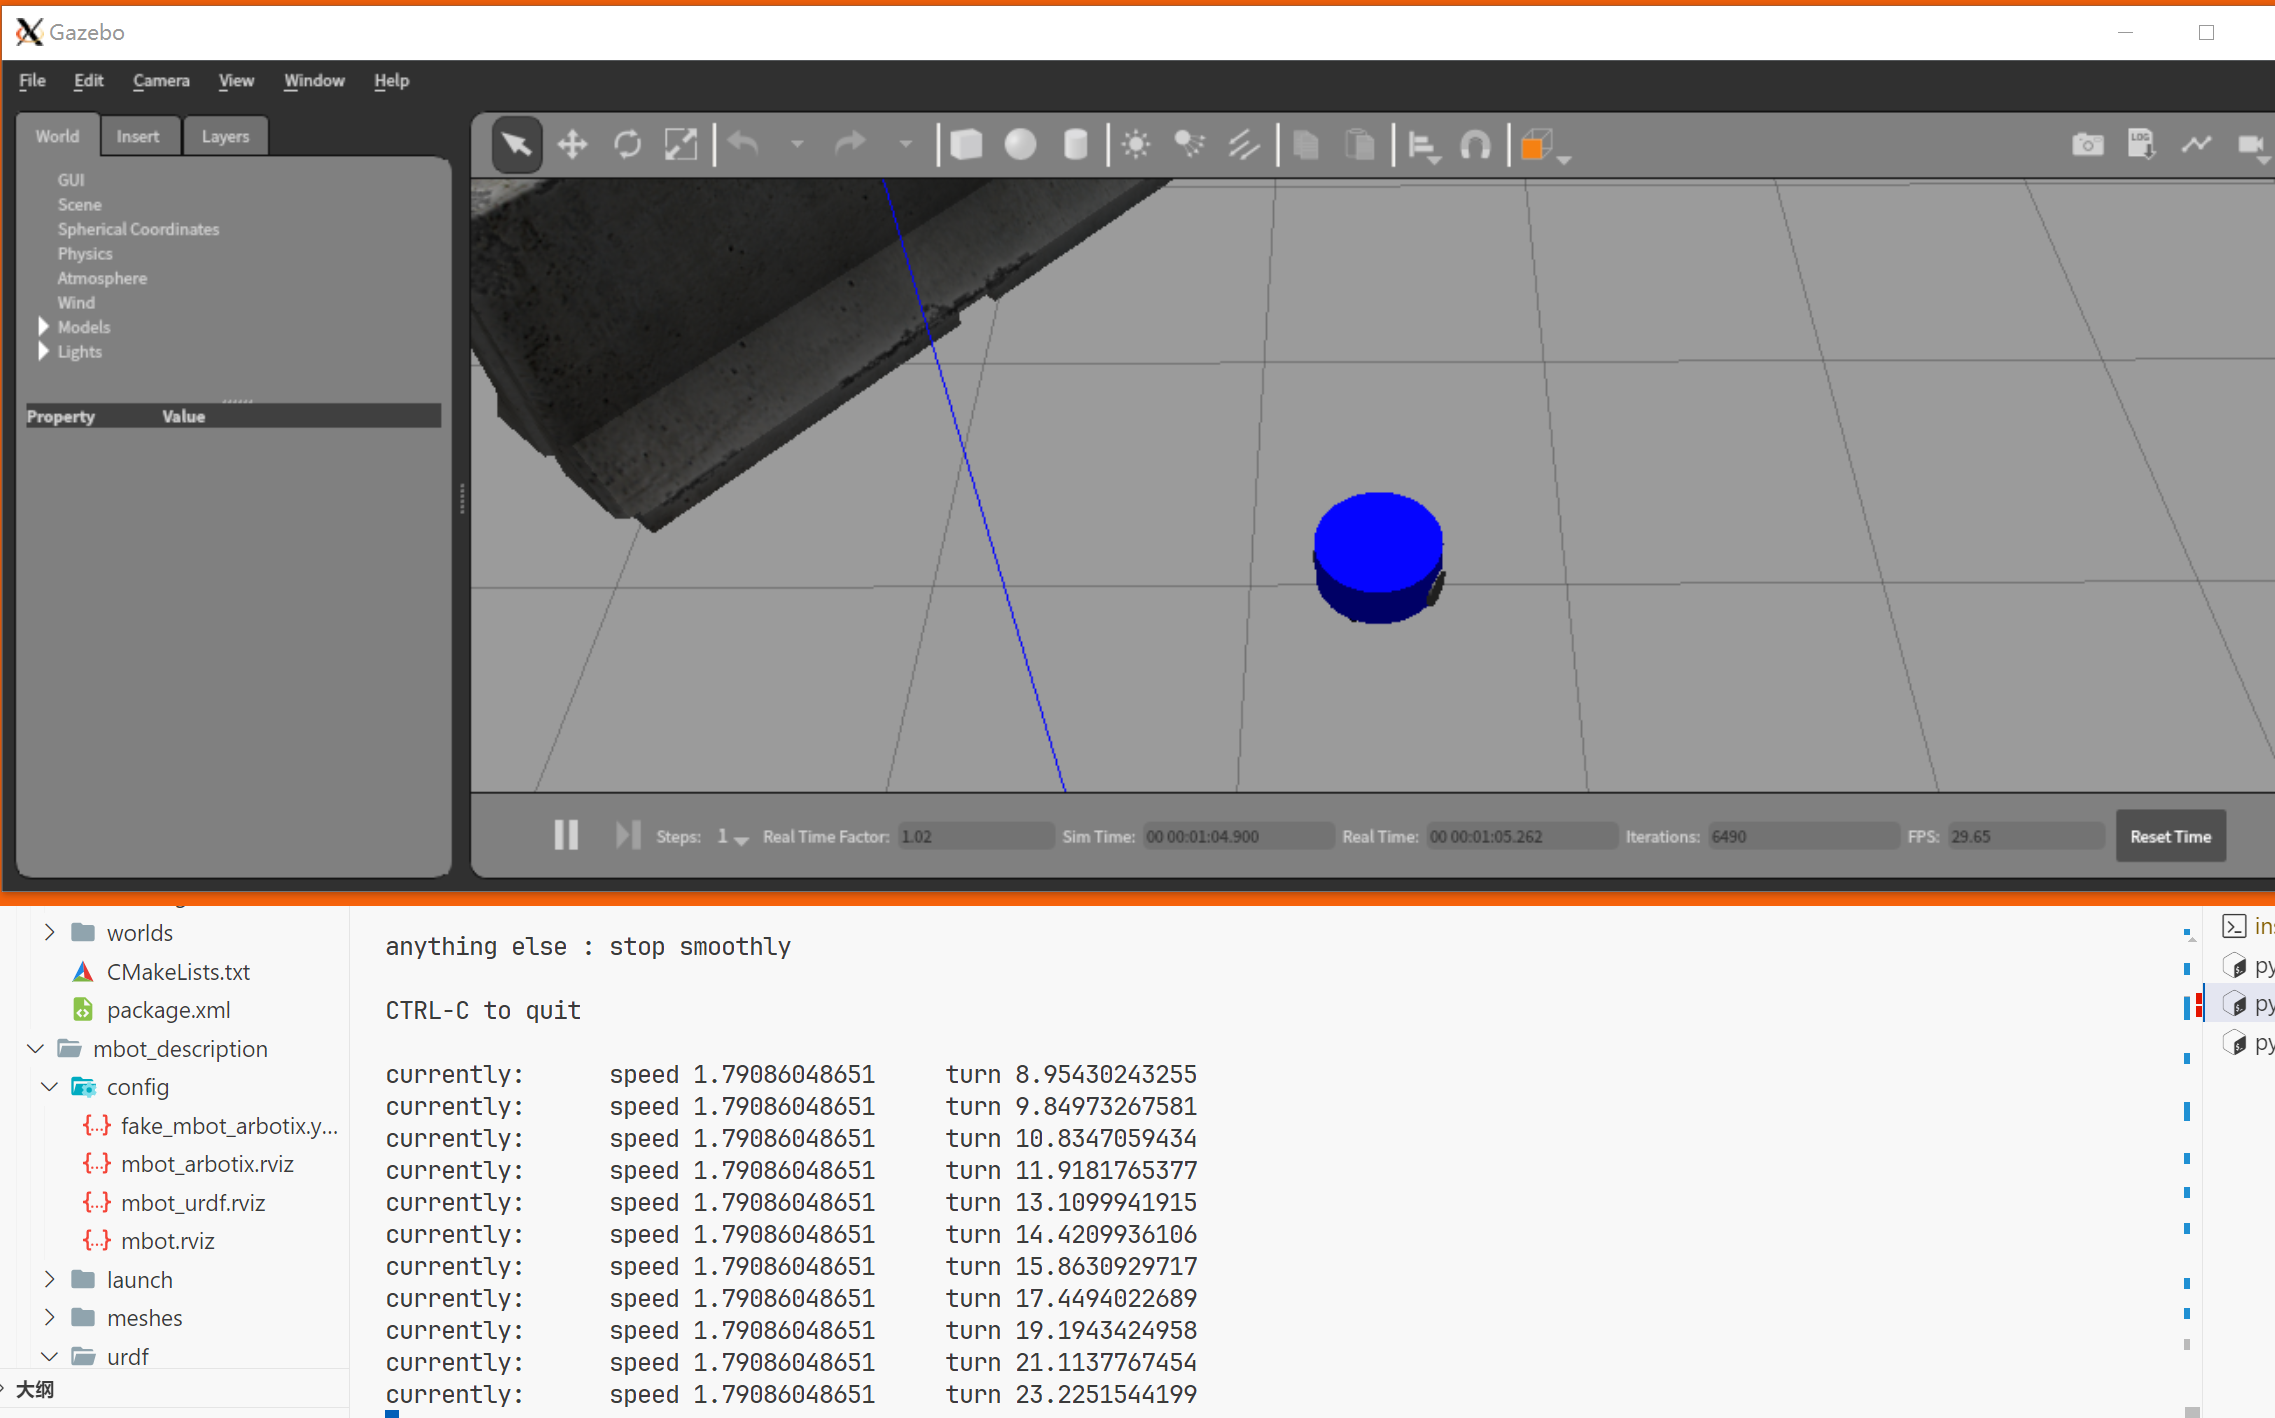 Gazebo
File Edit Camera View Window Help
World Insert Layers
GUI
Scene
Spherical Coordinates
Physics
Atmosphere
Wind
Models
Lights
Property Value
LOG
Steps: 1 Real Time Factor: 1.02 Sim Time: 00 00:01:04.900 Real Time: 00 00:01:05.262 Iterations: 6490 FPS: 29.65 Reset Time
worlds
CMakeLists.txt
package.xml
mbot_description
config
fake_mbot_arbotix.y...
mbot_arbotix.rviz
mbot_urdf.rviz
mbot.rviz
launch
meshes
urdf
大纲
anything else : stop smoothly
CTRL-C to quit
currently: speed 1.79086048651 turn 8.95430243255
currently: speed 1.79086048651 turn 9.84973267581
currently: speed 1.79086048651 turn 10.8347059434
currently: speed 1.79086048651 turn 11.9181765377
currently: speed 1.79086048651 turn 13.1099941915
currently: speed 1.79086048651 turn 14.4209936106
currently: speed 1.79086048651 turn 15.8630929717
currently: speed 1.79086048651 turn 17.4494022689
currently: speed 1.79086048651 turn 19.1943424958
currently: speed 1.79086048651 turn 21.1137767454
currently: speed 1.79086048651 turn 23.2251544199
py
py
py